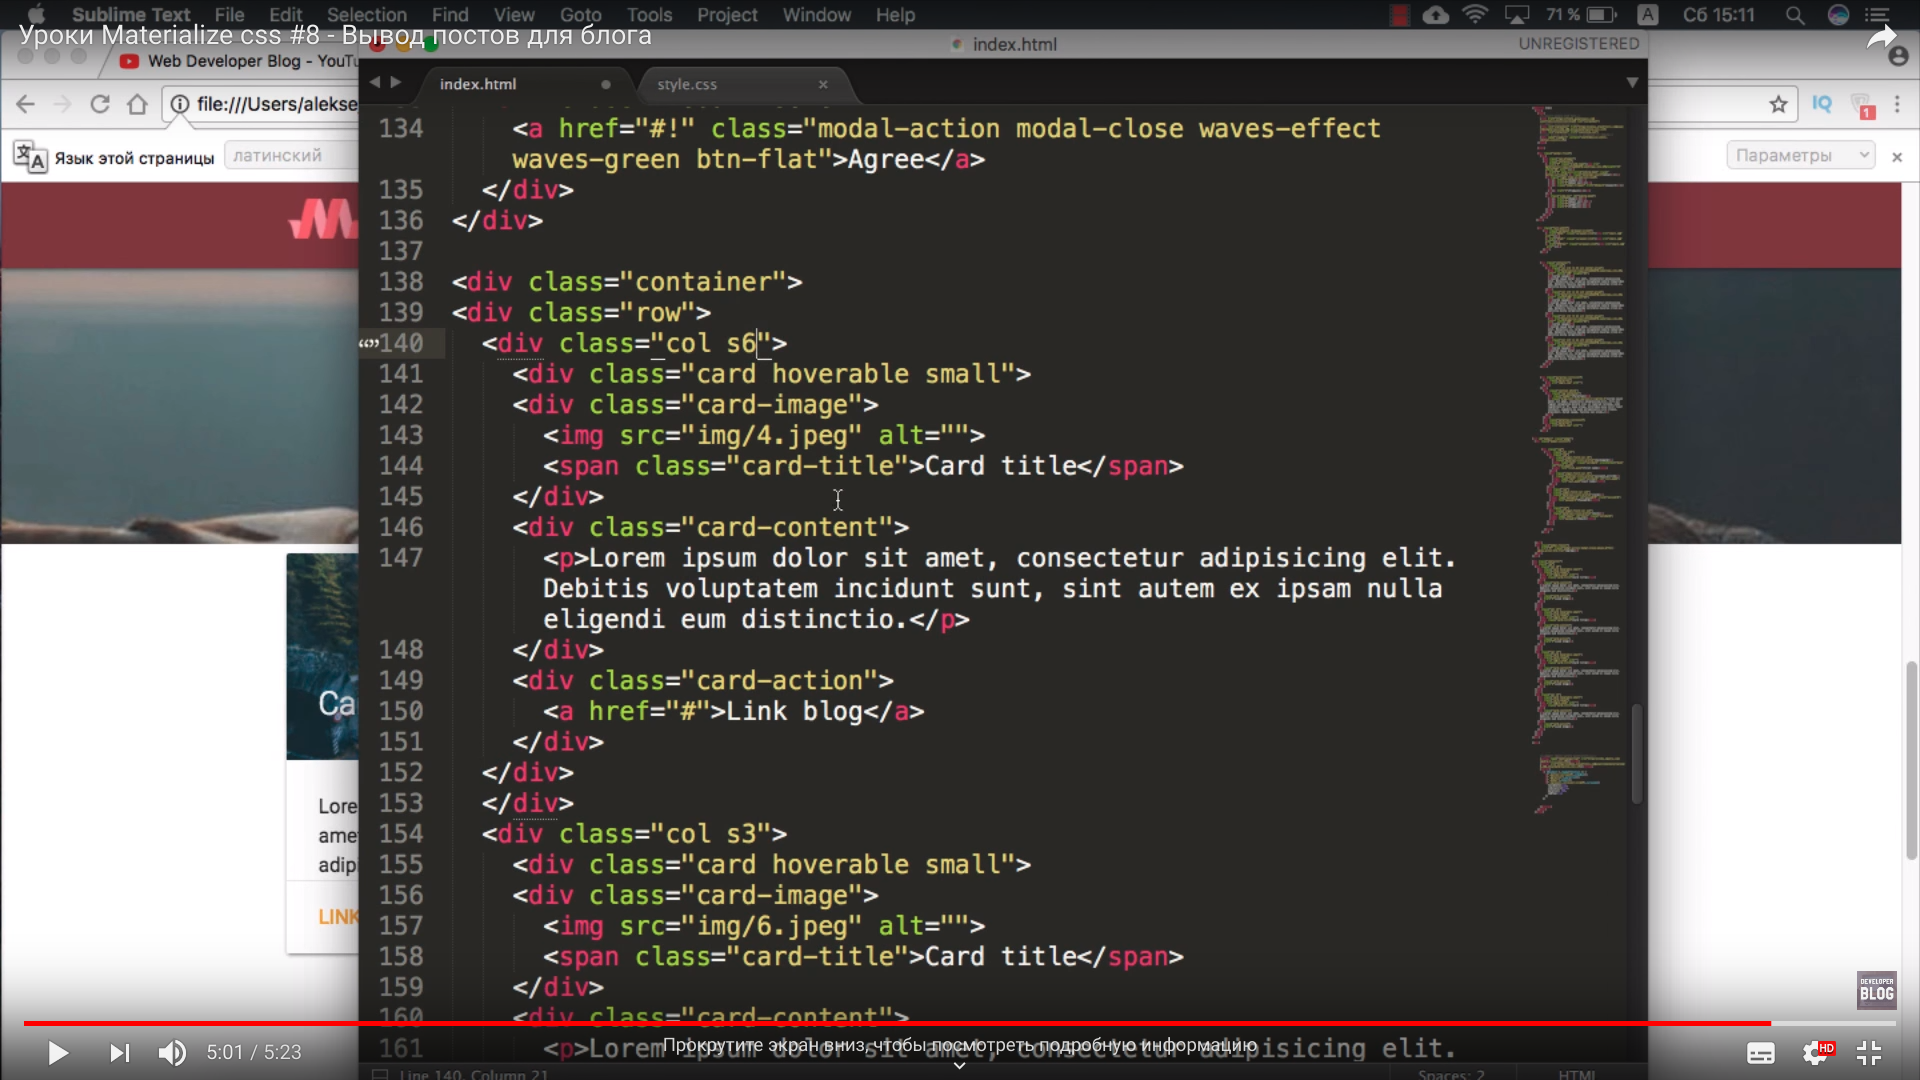 Sublime Text File Edit Selection Find View Goto Tools Project Window Help 71 % A Сб 15:11
Уроки Materialize css #8 - Вывод постов для блога
index.html UNREGISTERED
Web Developer Blog - YouTu
index.html style.css ×
file:///Users/alekse IQ 1
Язык этой страницы латинский Параметры ×
134 <a href="#!" class="modal-action modal-close waves-effect
waves-green btn-flat">Agree</a>
135 </div>
136 </div>
137
138 <div class="container">
139 <div class="row">
140 <div class="col s6">
141 <div class="card hoverable small">
142 <div class="card-image">
143 <img src="img/4.jpeg" alt="">
144 <span class="card-title">Card title</span>
145 </div>
146 <div class="card-content">
147 <p>Lorem ipsum dolor sit amet, consectetur adipisicing elit.
Debitis voluptatem incidunt sunt, sint autem ex ipsam nulla
eligendi eum distinctio.</p>
148 </div>
149 <div class="card-action">
150 <a href="#">Link blog</a>
151 </div>
152 </div>
153 </div>
154 <div class="col s3">
155 <div class="card hoverable small">
156 <div class="card-image">
157 <img src="img/6.jpeg" alt="">
158 <span class="card-title">Card title</span>
159 </div>
160 <div class="card-content">
161 <p>Lorem ipsum dolor sit amet, consectetur adipisicing elit.
Ca
Lore
amet
adipi
LINK
DEVELOPER
BLOG
5:01 / 5:23
Прокрутите экран вниз, чтобы посмотреть подробную информацию
HD
Line 140, Column 21 Spaces: 2 HTML